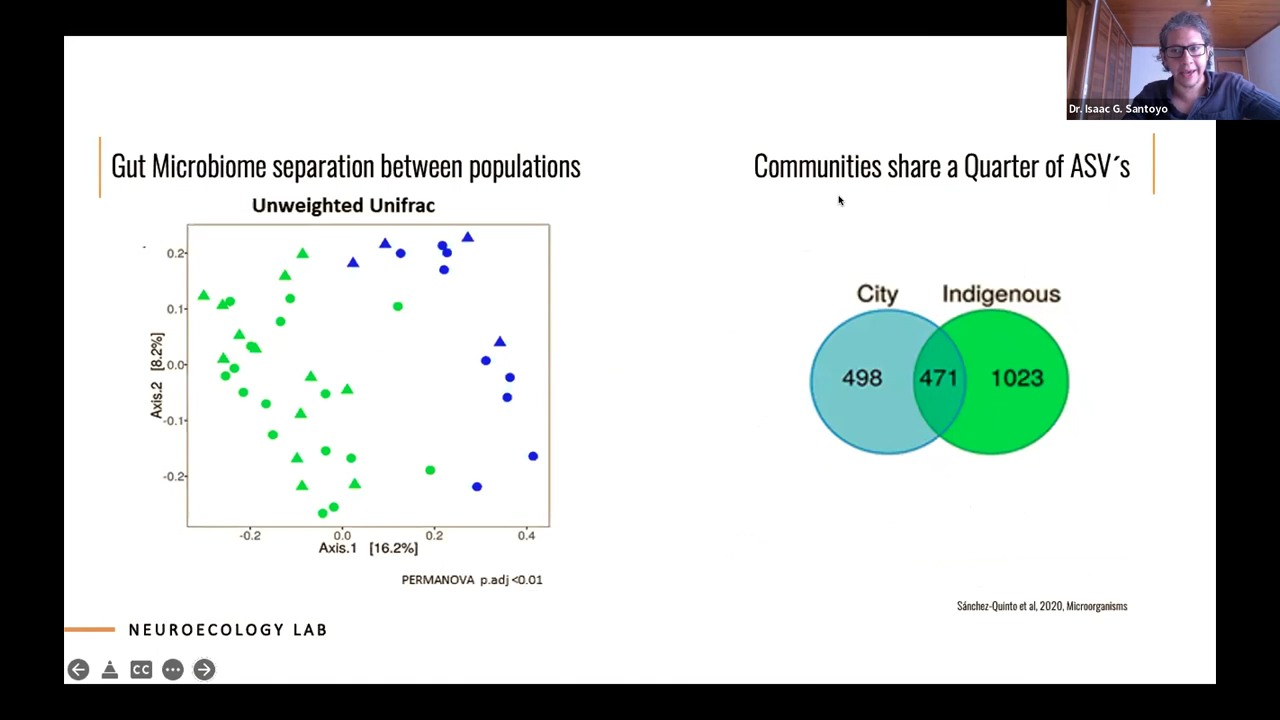 Dr. Isaac G. Santoyo
Gut Microbiome separation between populations
Communities share a Quarter of ASV´s
Unweighted Unifrac
0.2
0.1
0.0
-0.1
-0.2
Axis.2 [8.2%]
-0.2 0.0 0.2 0.4
Axis.1 [16.2%]
PERMANOVA p.adj <0.01
City Indigenous
498 471 1023
Sánchez-Quinto et al, 2020, Microorganisms
NEUROECOLOGY LAB
CC